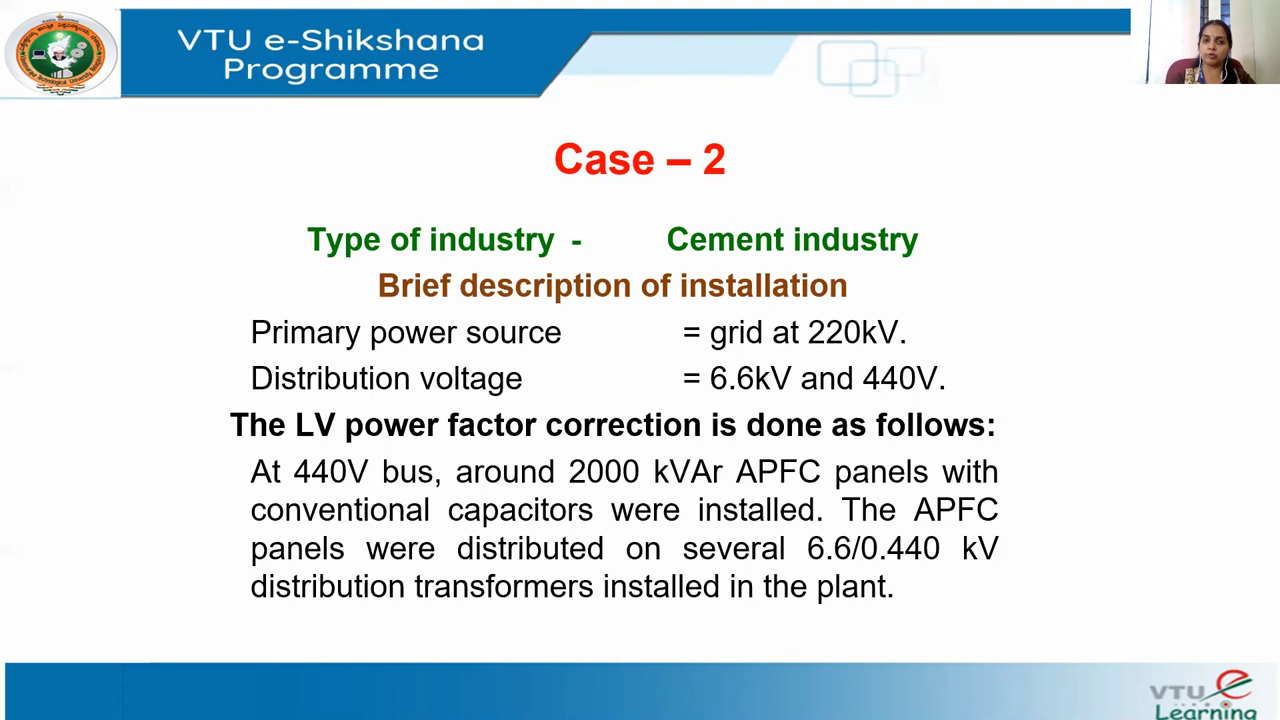 VTU e-Shikshana
Programme
Case – 2
Type of industry - Cement industry
Brief description of installation
Primary power source = grid at 220kV.
Distribution voltage = 6.6kV and 440V.
The LV power factor correction is done as follows:
At 440V bus, around 2000 kVAr APFC panels with
conventional capacitors were installed. The APFC
panels were distributed on several 6.6/0.440 kV
distribution transformers installed in the plant.
VTU e
Learning